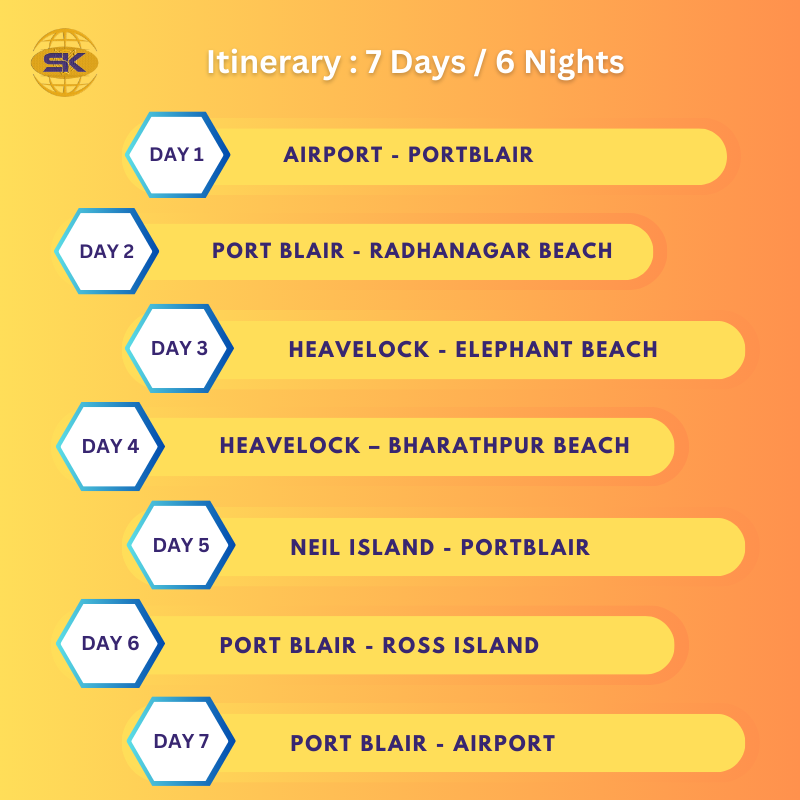 SK
Itinerary : 7 Days / 6 Nights
DAY 1
AIRPORT - PORTBLAIR
DAY 2
PORT BLAIR - RADHANAGAR BEACH
DAY 3
HEAVELOCK - ELEPHANT BEACH
DAY 4
HEAVELOCK – BHARATHPUR BEACH
DAY 5
NEIL ISLAND - PORTBLAIR
DAY 6
PORT BLAIR - ROSS ISLAND
DAY 7
PORT BLAIR - AIRPORT